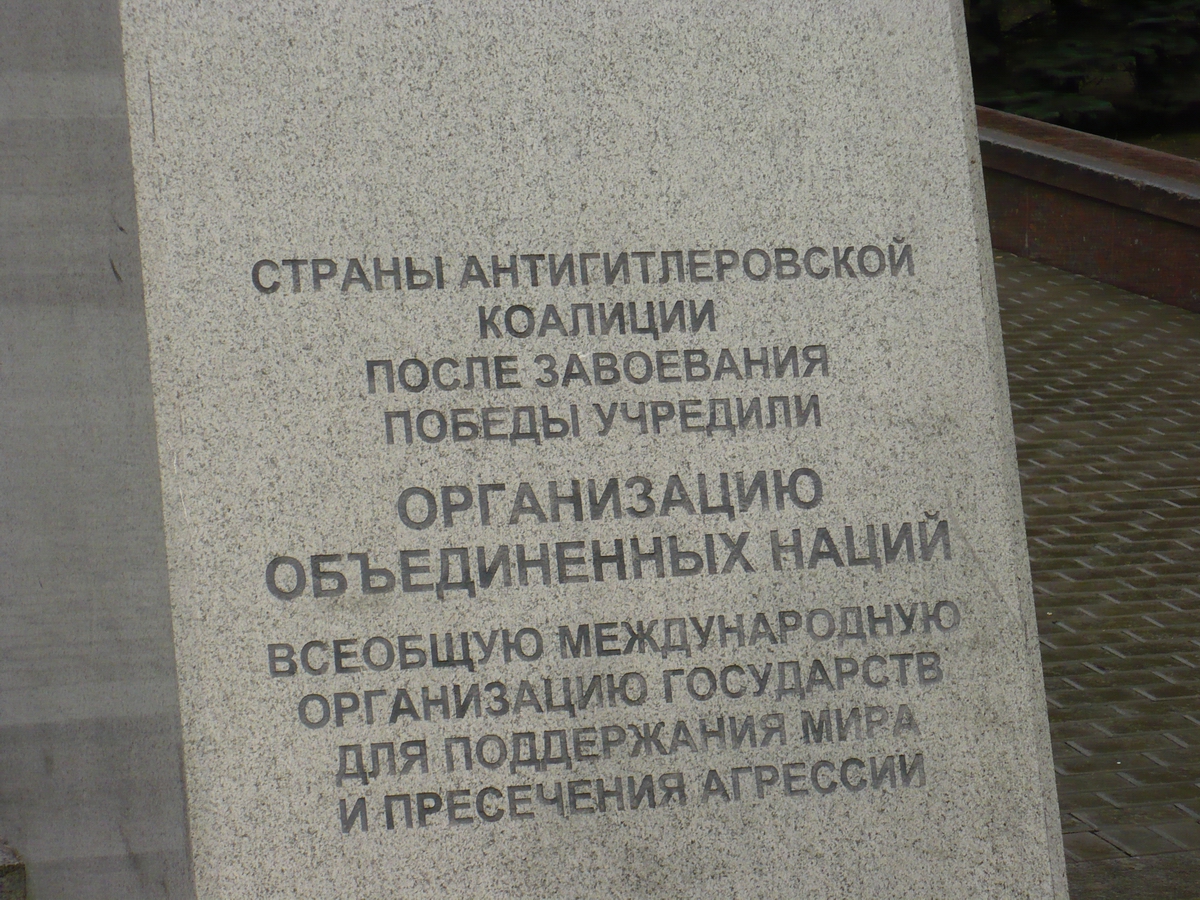 СТРАНЫ АНТИГИТЛЕРОВСКОЙ
КОАЛИЦИИ
ПОСЛЕ ЗАВОЕВАНИЯ
ПОБЕДЫ УЧРЕДИЛИ
ОРГАНИЗАЦИЮ
ОБЪЕДИНЕННЫХ НАЦИЙ
ВСЕОБЩУЮ МЕЖДУНАРОДНУЮ
ОРГАНИЗАЦИЮ ГОСУДАРСТВ
ДЛЯ ПОДДЕРЖАНИЯ МИРА
И ПРЕСЕЧЕНИЯ АГРЕССИИ